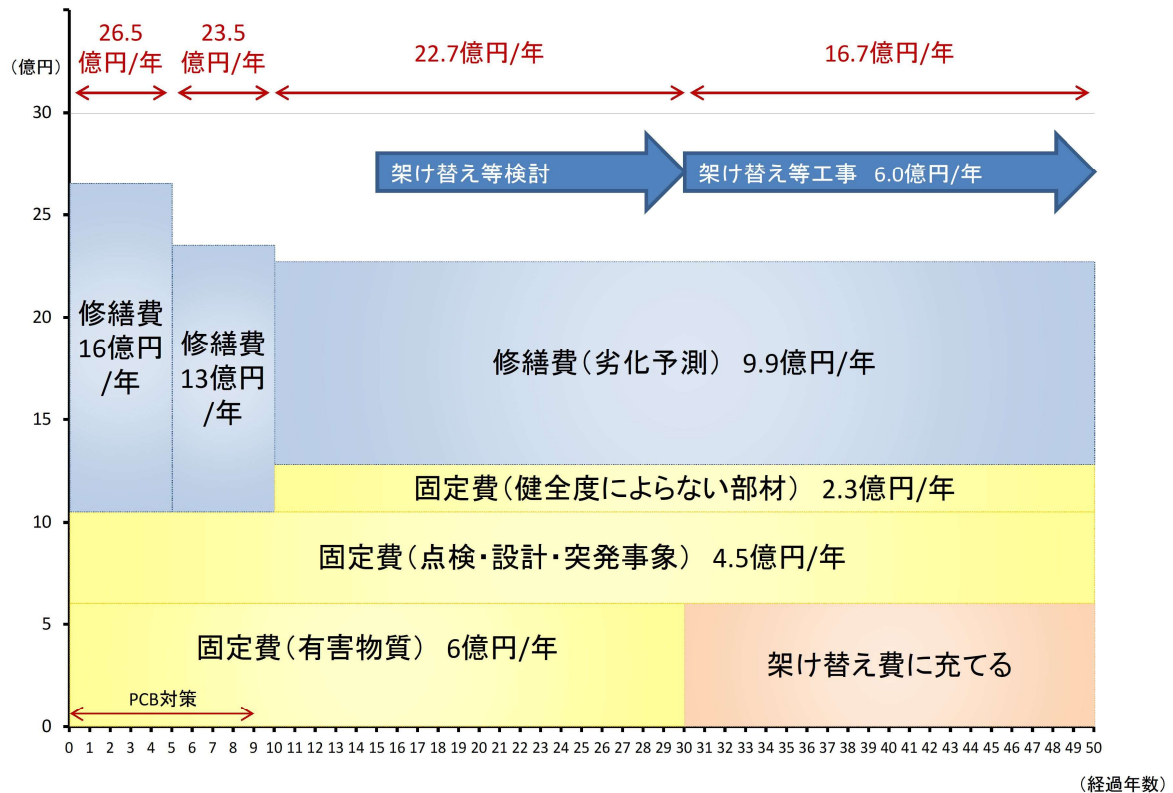 26.5
億円/年
23.5
億円/年
22.7億円/年
16.7億円/年
(億円)
30
25
20
15
10
5
0
架け替え等検討
架け替え等工事 6.0億円/年
修繕費
16億円
/年
修繕費
13億円
/年
修繕費(劣化予測) 9.9億円/年
固定費(健全度によらない部材) 2.3億円/年
固定費(点検・設計・突発事象) 4.5億円/年
固定費(有害物質) 6億円/年
架け替え費に充てる
PCB対策
0 1 2 3 4 5 6 7 8 9 10 11 12 13 14 15 16 17 18 19 20 21 22 23 24 25 26 27 28 29 30 31 32 33 34 35 36 37 38 39 40 41 42 43 44 45 46 47 48 49 50
(経過年数)